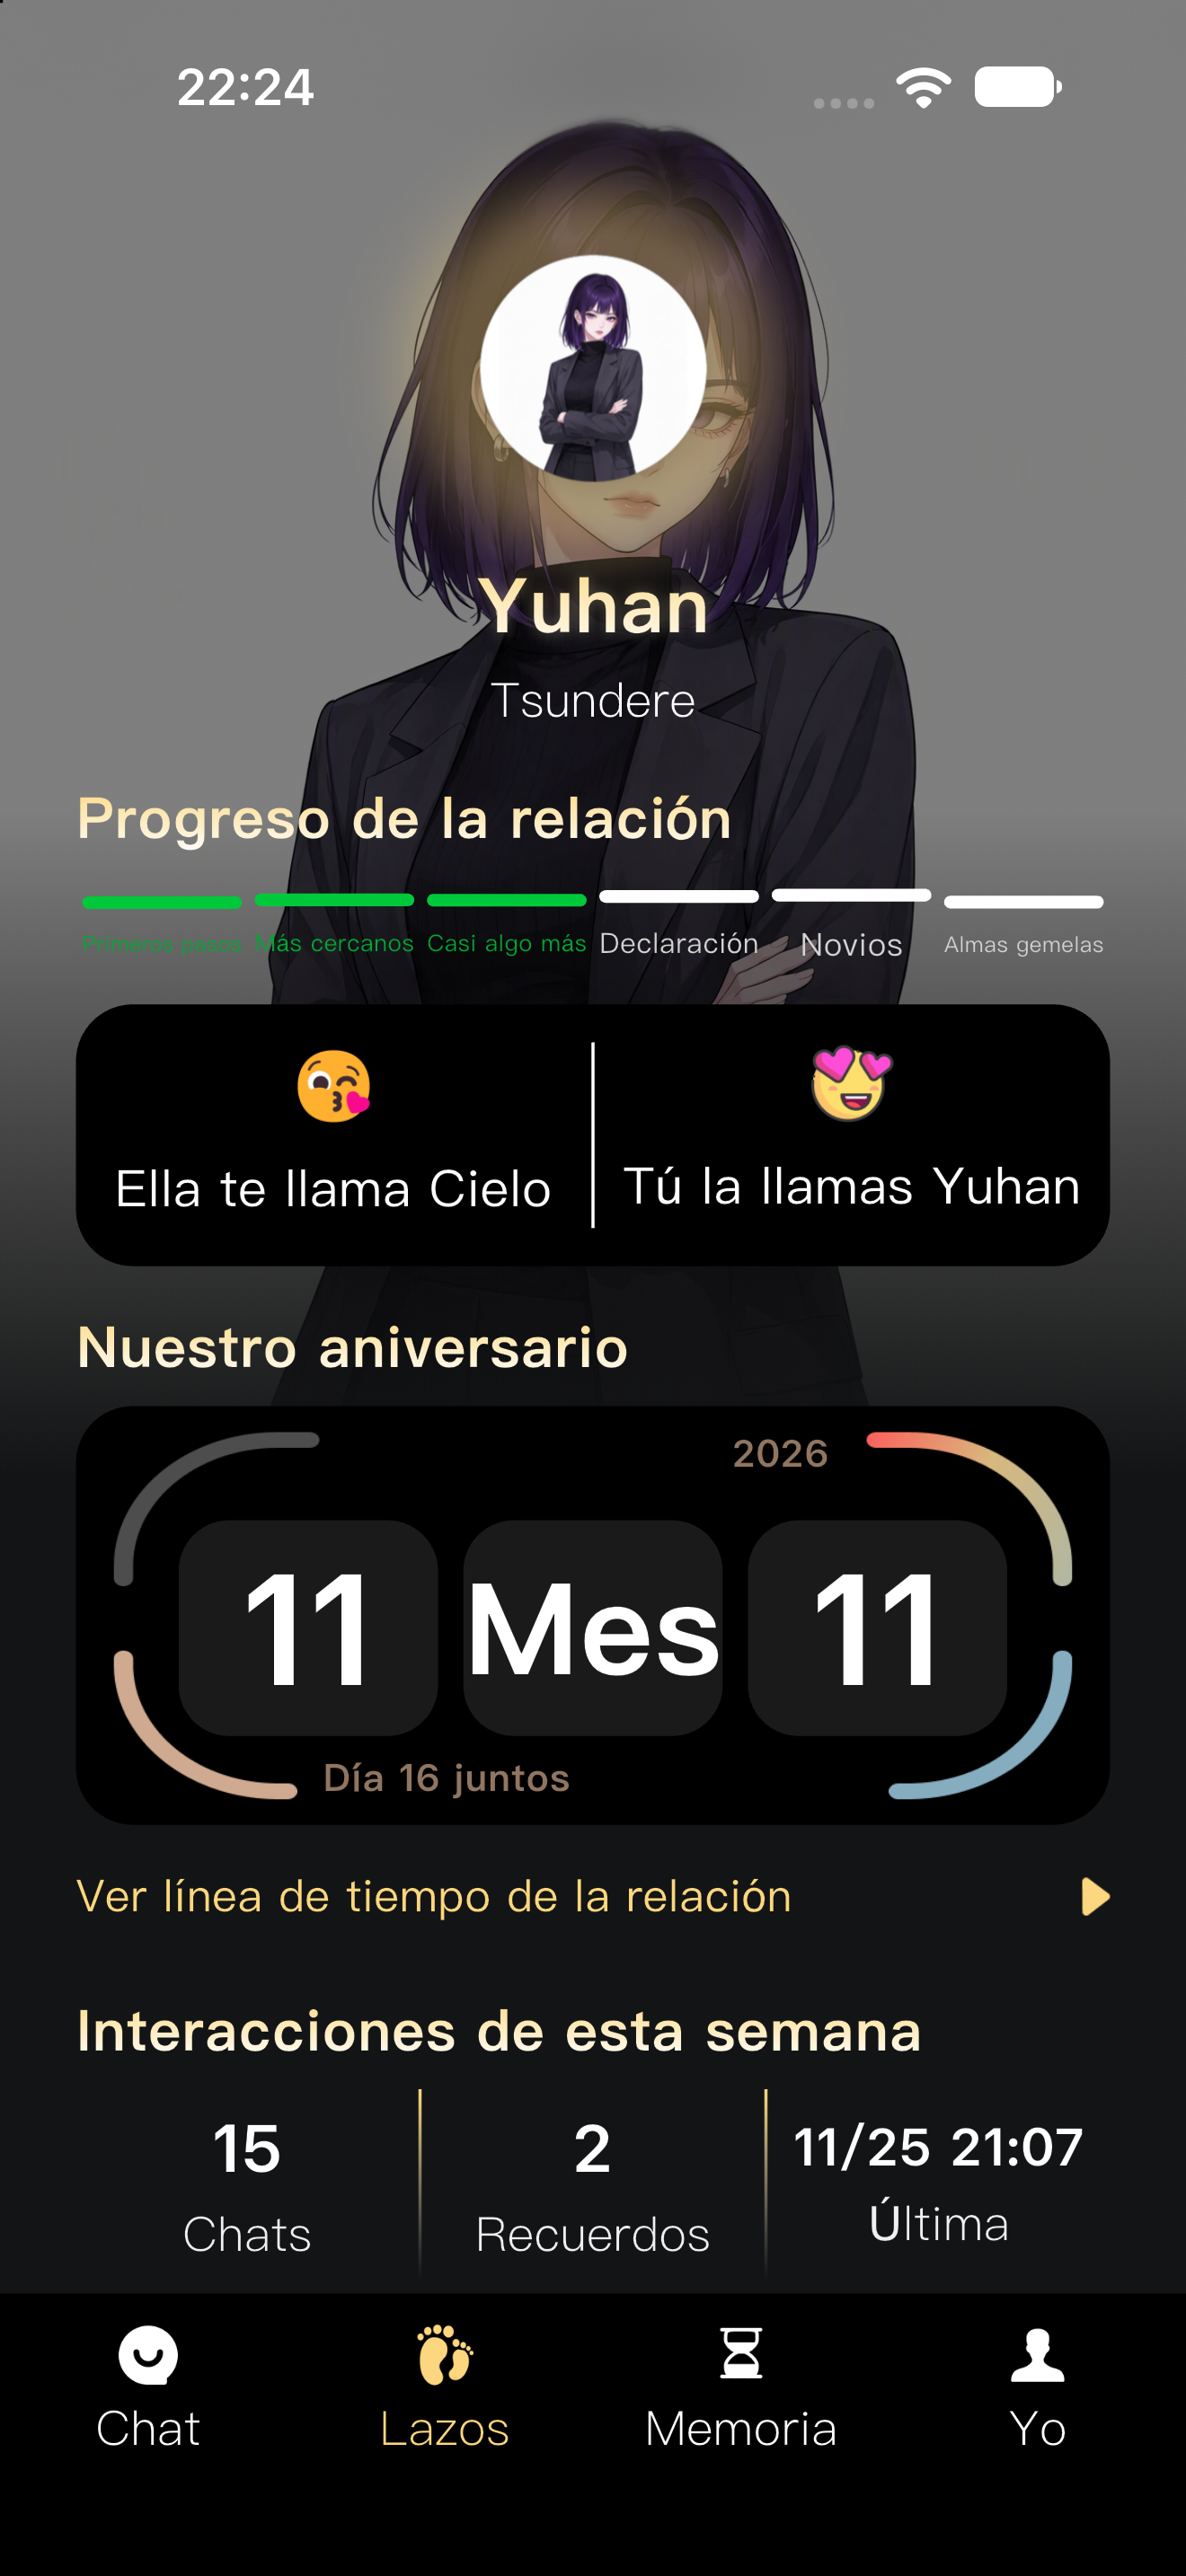 22:24
Yuhan
Tsundere
Progreso de la relación
Primeros pasos Más cercanos Casi algo más Declaración Novios Almas gemelas
Ella te llama Cielo
Tú la llamas Yuhan
Nuestro aniversario
2026
11 Mes 11
Día 16 juntos
Ver línea de tiempo de la relación
Interacciones de esta semana
15 2 11/25 21:07
Chats Recuerdos Última
Chat Lazos Memoria Yo